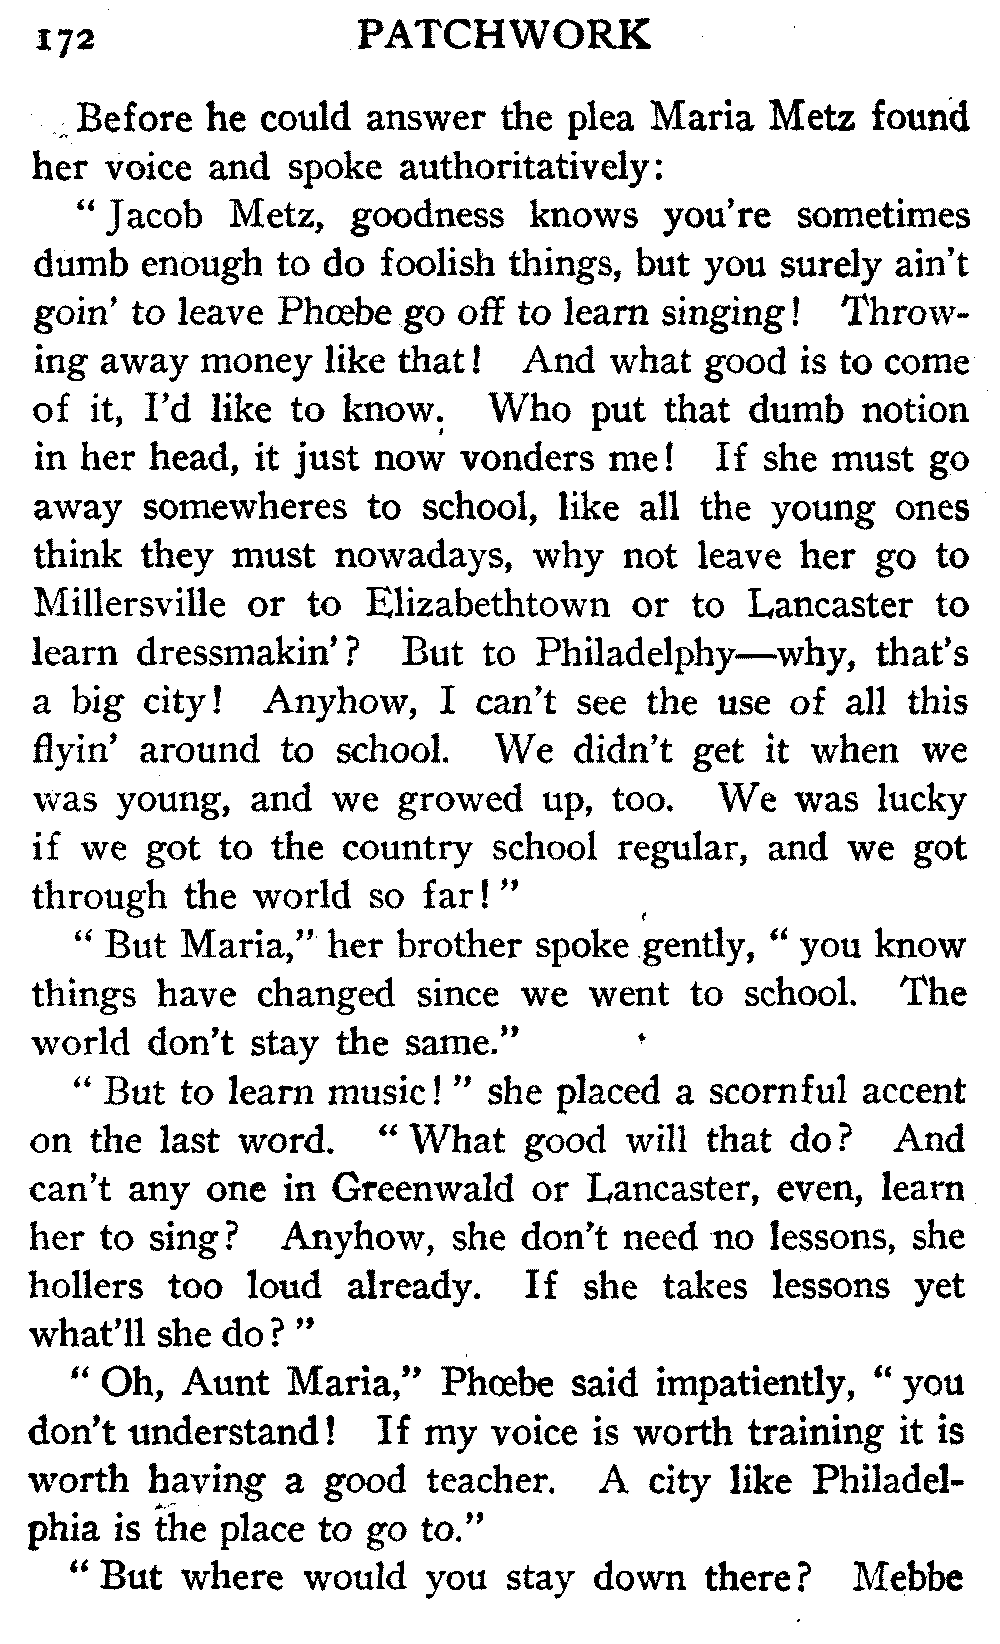 172 PATCHWORK
Before he could answer the plea Maria Metz found
her voice and spoke authoritatively:
" Jacob Metz, goodness knows you're sometimes
dumb enough to do foolish things, but you surely ain't
goin' to leave Phœbe go off to learn singing! Throw-
ing away money like that! And what good is to come
of it, I'd like to know. Who put that dumb notion
in her head, it just now vonders me! If she must go
away somewheres to school, like all the young ones
think they must nowadays, why not leave her go to
Millersville or to Elizabethtown or to Lancaster to
learn dressmakin'? But to Philadelphy—why, that's
a big city! Anyhow, I can't see the use of all this
flyin' around to school. We didn't get it when we
was young, and we growed up, too. We was lucky
if we got to the country school regular, and we got
through the world so far!"
" But Maria," her brother spoke gently, " you know
things have changed since we went to school. The
world don't stay the same."
" But to learn music! " she placed a scornful accent
on the last word. " What good will that do? And
can't any one in Greenwald or Lancaster, even, learn
her to sing? Anyhow, she don't need no lessons, she
hollers too loud already. If she takes lessons yet
what'll she do? "
" Oh, Aunt Maria," Phœbe said impatiently, " you
don't understand! If my voice is worth training it is
worth having a good teacher. A city like Philadel-
phia is the place to go to."
" But where would you stay down there? Mebbe